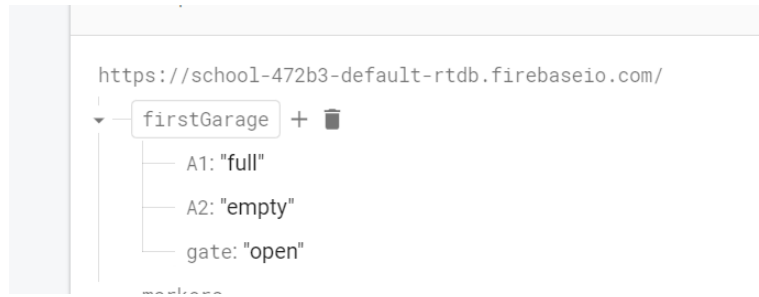 https://school-472b3-default-rtdb.firebaseio.com/
firstGarage
A1: "full"
A2: "empty"
gate: "open"